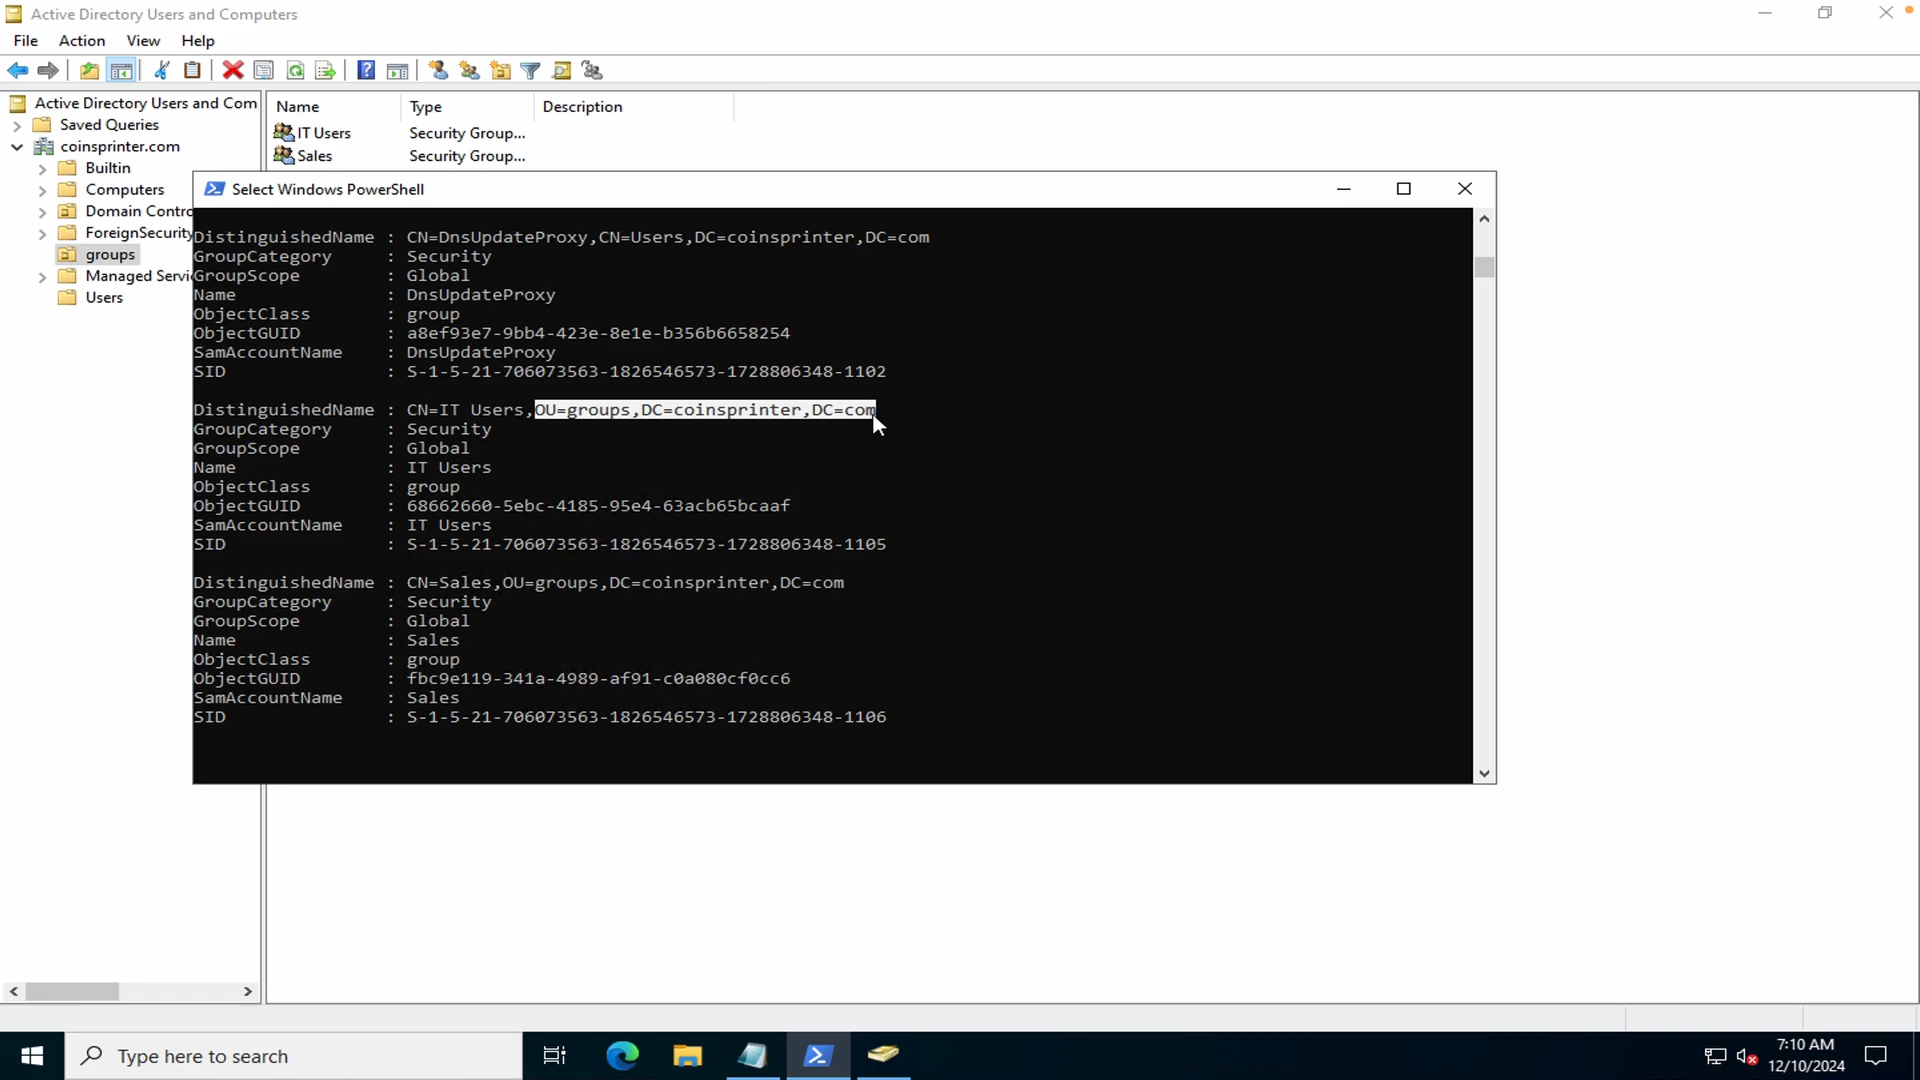 Active Directory Users and Computers
File Action View Help
Active Directory Users and Com
Saved Queries
coinsprinter.com
Builtin
Computers
Domain Contro
ForeignSecurity
groups
Managed Servi
Users
Name Type Description
IT Users Security Group...
Sales Security Group...
Select Windows PowerShell
DistinguishedName : CN=DnsUpdateProxy,CN=Users,DC=coinsprinter,DC=com
GroupCategory : Security
GroupScope : Global
Name : DnsUpdateProxy
ObjectClass : group
ObjectGUID : a8ef93e7-9bb4-423e-8e1e-b356b6658254
SamAccountName : DnsUpdateProxy
SID : S-1-5-21-706073563-1826546573-1728806348-1102
DistinguishedName : CN=IT Users,OU=groups,DC=coinsprinter,DC=com
GroupCategory : Security
GroupScope : Global
Name : IT Users
ObjectClass : group
ObjectGUID : 68662660-5ebc-4185-95e4-63acb65bcaaf
SamAccountName : IT Users
SID : S-1-5-21-706073563-1826546573-1728806348-1105
DistinguishedName : CN=Sales,OU=groups,DC=coinsprinter,DC=com
GroupCategory : Security
GroupScope : Global
Name : Sales
ObjectClass : group
ObjectGUID : fbc9e119-341a-4989-af91-c0a080cf0cc6
SamAccountName : Sales
SID : S-1-5-21-706073563-1826546573-1728806348-1106
Type here to search
7:10 AM
12/10/2024